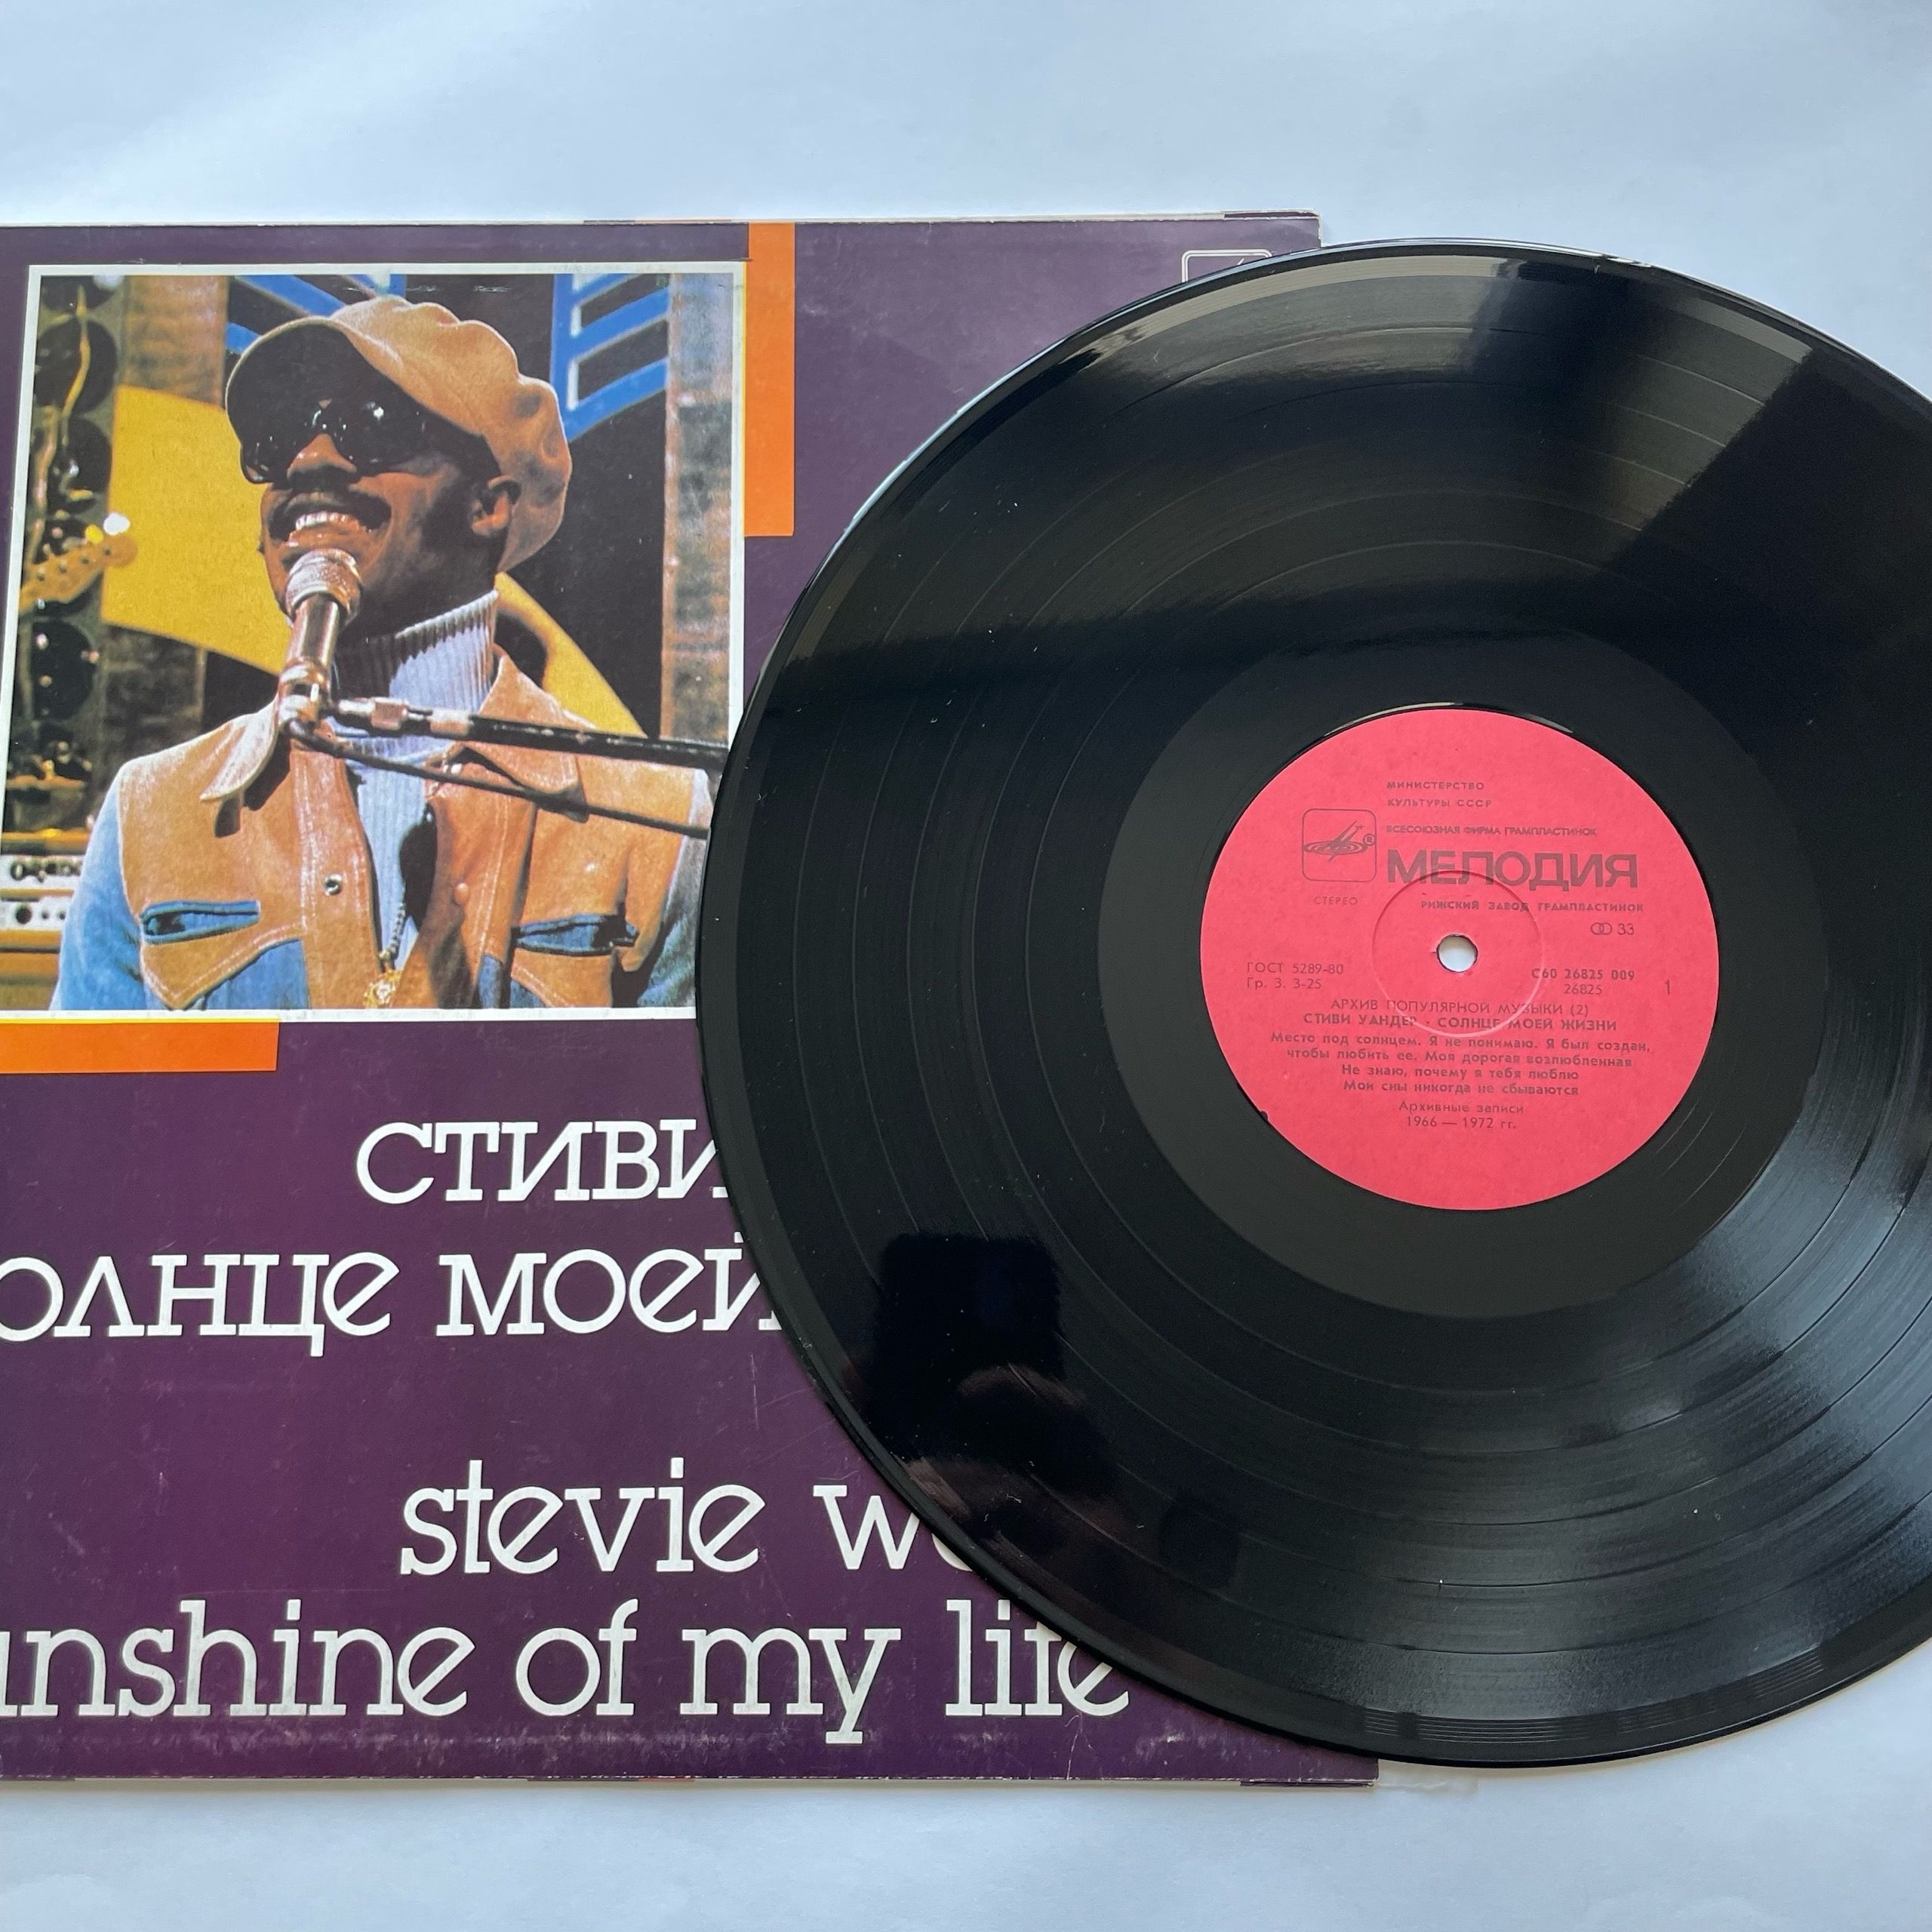 СТИВИ
ОЛНЦЕ МОЕЙ
stevie w
unshine of my life
МИНИСТЕРСТВО
КУЛЬТУРЫ СССР
ВСЕСОЮЗНАЯ ФИРМА ГРАМПЛАСТИНОК
МЕЛОДИЯ
®
СТЕРЕО
РИЖСКИЙ ЗАВОД ГРАМПЛАСТИНОК
33
ГОСТ 5289-80
Гр. 3. 3-25
С60 26825 009
26825
1
АРХИВ ПОПУЛЯРНОЙ МУЗЫКИ (2)
СТИВИ УАНДЕР · СОЛНЦЕ МОЕЙ ЖИЗНИ
Место под солнцем. Я не понимаю. Я был создан,
чтобы любить ее. Моя дорогая возлюбленная
Не знаю, почему я тебя люблю
Мои сны никогда не сбываются
Архивные записи
1966 — 1972 гг.